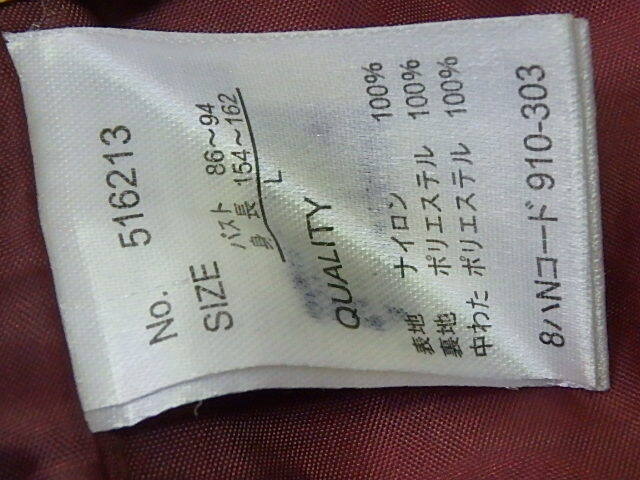 No. 516213
SIZE バスト 86～94
身長 154～162
L
QUALITY
表地 ナイロン 100%
裏地 ポリエステル 100%
中わた ポリエステル 100%
8ハNコード 910-303